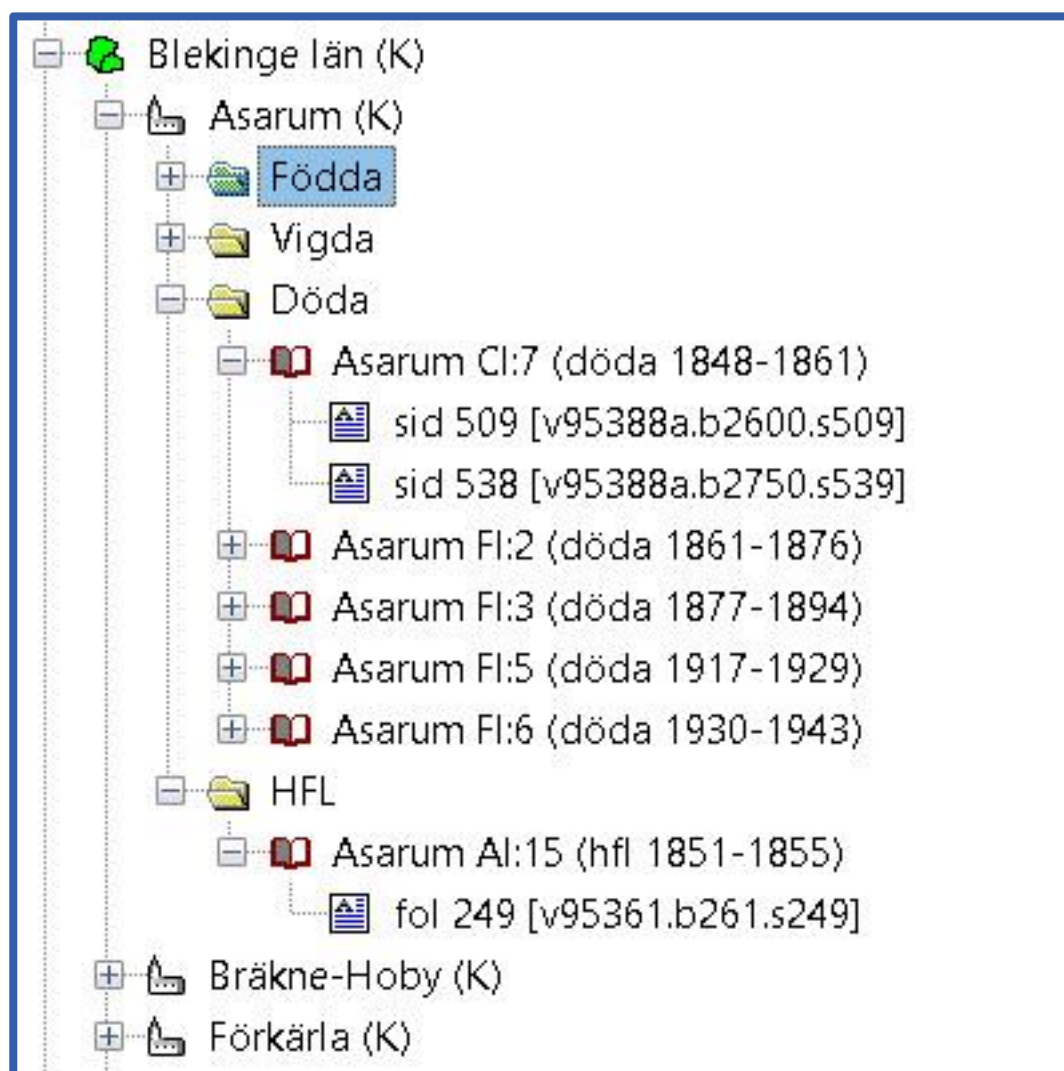 Blekinge län (K)
Asarum (K)
Födda
Vigda
Döda
Asarum CI:7 (döda 1848-1861)
sid 509 [v95388a.b2600.s509]
sid 538 [v95388a.b2750.s539]
Asarum FI:2 (döda 1861-1876)
Asarum FI:3 (döda 1877-1894)
Asarum FI:5 (döda 1917-1929)
Asarum FI:6 (döda 1930-1943)
HFL
Asarum AI:15 (hfl 1851-1855)
fol 249 [v95361.b261.s249]
Bräkne-Hoby (K)
Förkärla (K)